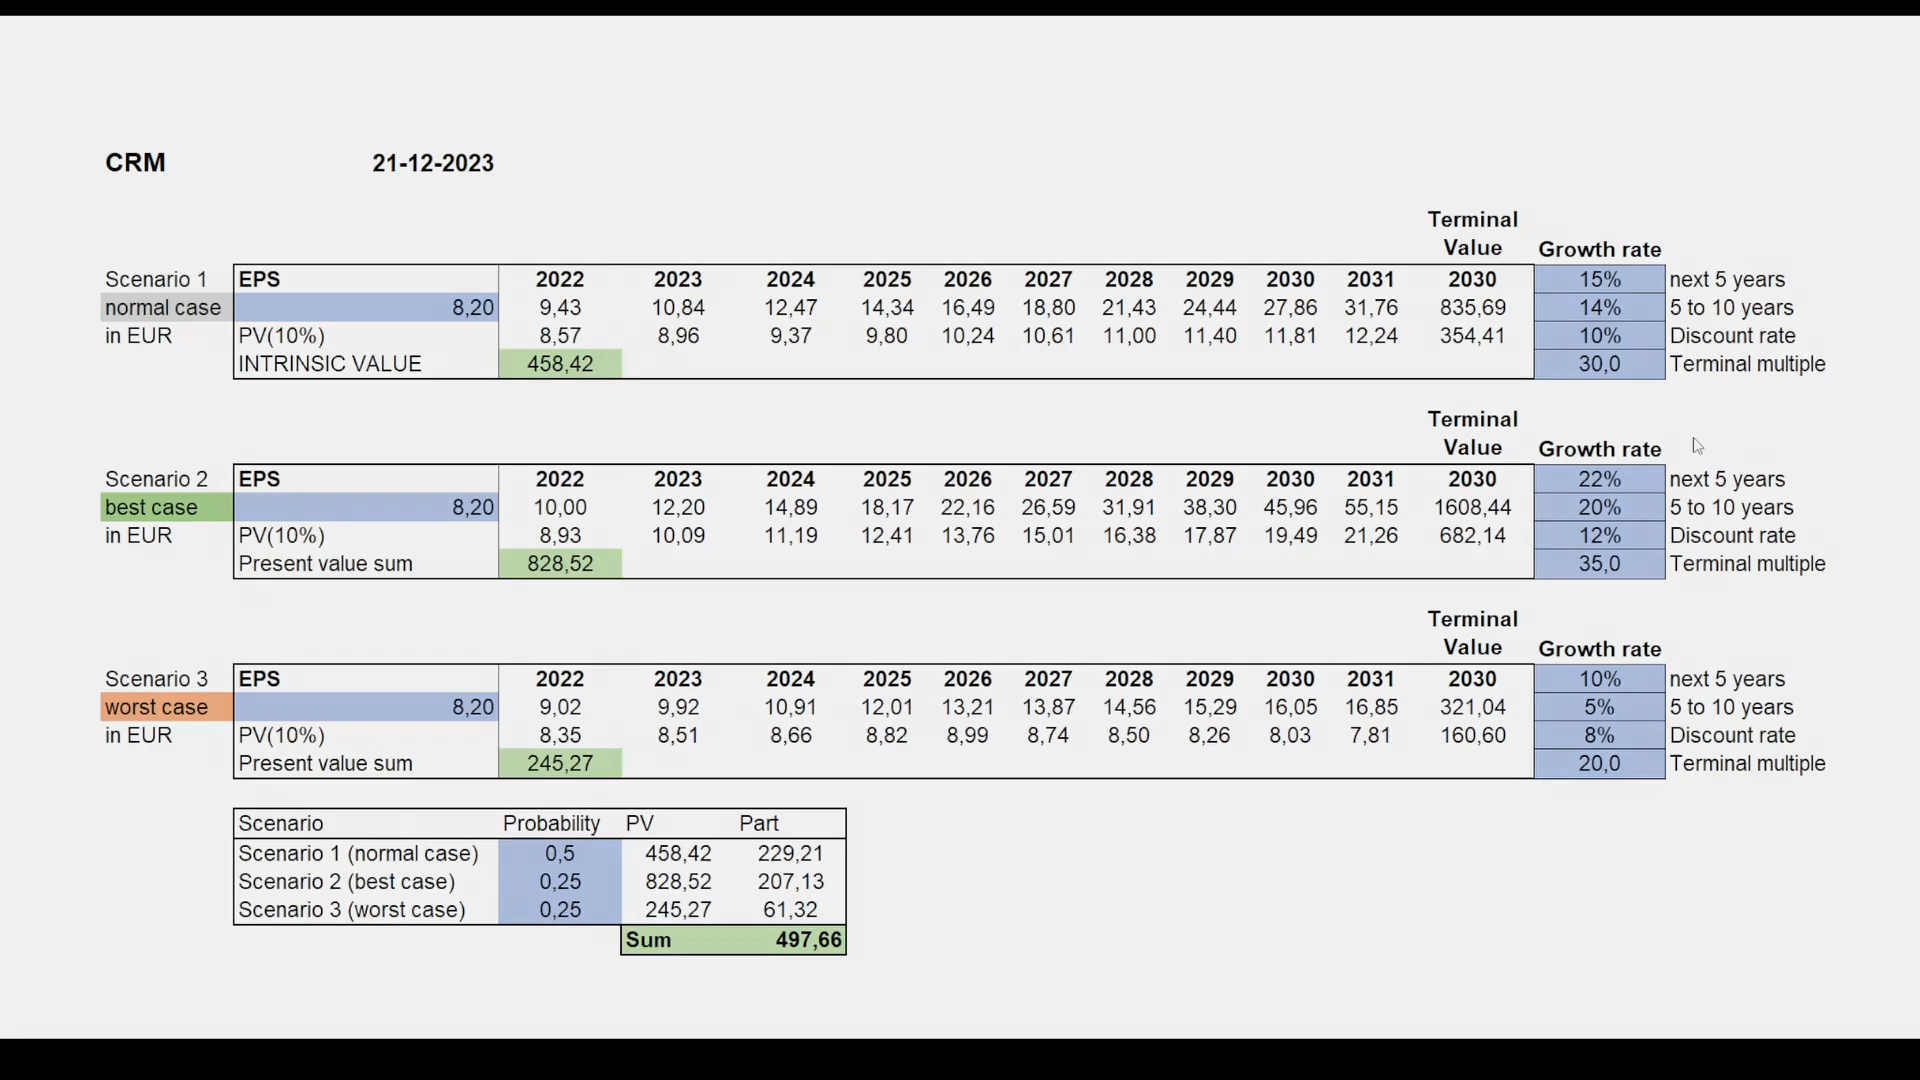 CRM 21-12-2023
Terminal
Value Growth rate
Scenario 1 EPS 2022 2023 2024 2025 2026 2027 2028 2029 2030 2031 2030 15% next 5 years
normal case 8,20 9,43 10,84 12,47 14,34 16,49 18,80 21,43 24,44 27,86 31,76 835,69 14% 5 to 10 years
in EUR PV(10%) 8,57 8,96 9,37 9,80 10,24 10,61 11,00 11,40 11,81 12,24 354,41 10% Discount rate
INTRINSIC VALUE 458,42 30,0 Terminal multiple
Terminal
Value Growth rate
Scenario 2 EPS 2022 2023 2024 2025 2026 2027 2028 2029 2030 2031 2030 22% next 5 years
best case 8,20 10,00 12,20 14,89 18,17 22,16 26,59 31,91 38,30 45,96 55,15 1608,44 20% 5 to 10 years
in EUR PV(10%) 8,93 10,09 11,19 12,41 13,76 15,01 16,38 17,87 19,49 21,26 682,14 12% Discount rate
Present value sum 828,52 35,0 Terminal multiple
Terminal
Value Growth rate
Scenario 3 EPS 2022 2023 2024 2025 2026 2027 2028 2029 2030 2031 2030 10% next 5 years
worst case 8,20 9,02 9,92 10,91 12,01 13,21 13,87 14,56 15,29 16,05 16,85 321,04 5% 5 to 10 years
in EUR PV(10%) 8,35 8,51 8,66 8,82 8,99 8,74 8,50 8,26 8,03 7,81 160,60 8% Discount rate
Present value sum 245,27 20,0 Terminal multiple
Scenario Probability PV Part
Scenario 1 (normal case) 0,5 458,42 229,21
Scenario 2 (best case) 0,25 828,52 207,13
Scenario 3 (worst case) 0,25 245,27 61,32
Sum 497,66